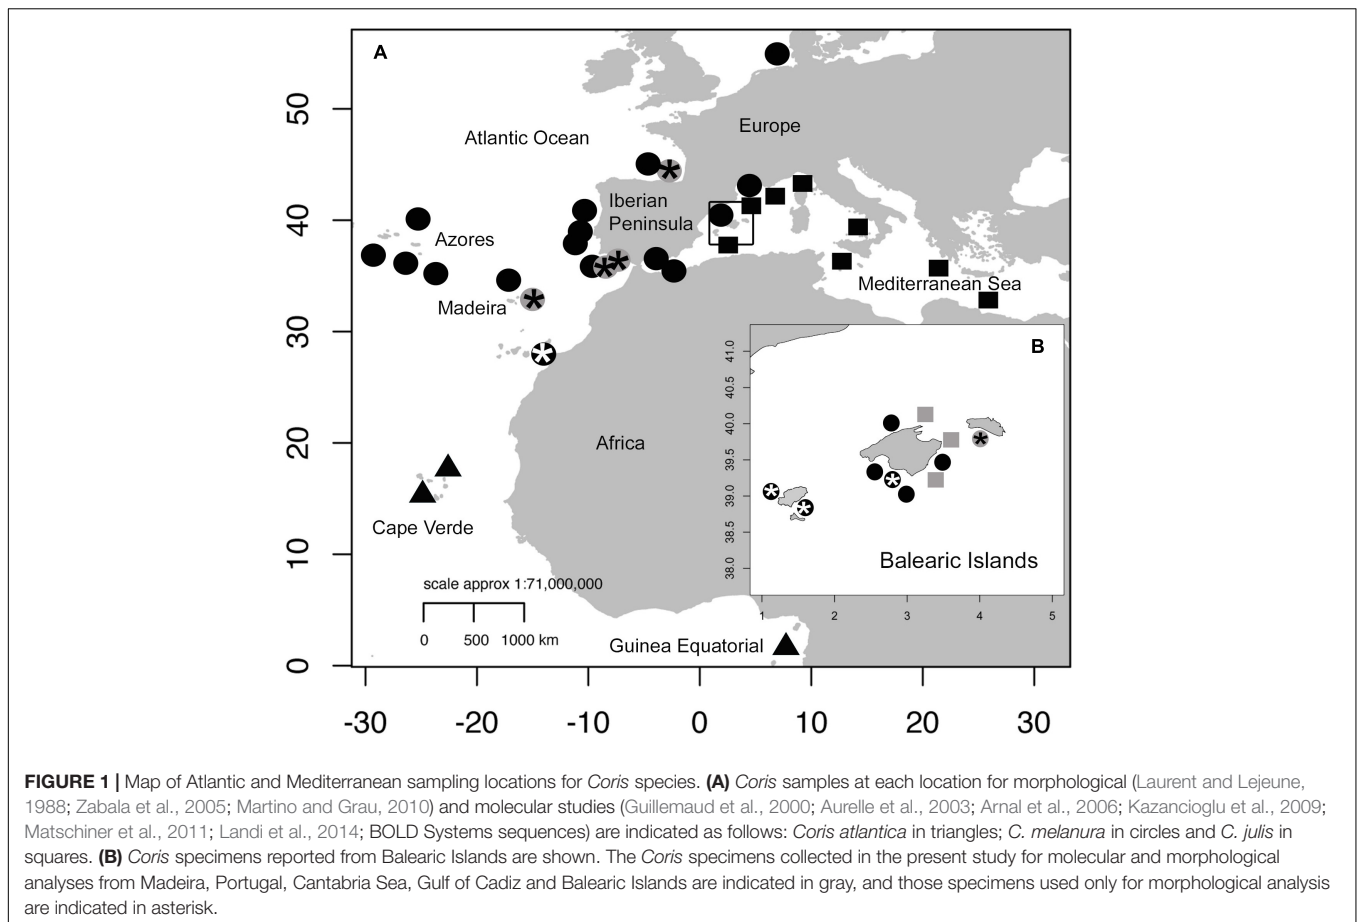 A
50
40
30
20
10
0
Atlantic Ocean
Europe
Iberian
Peninsula
Azores
Madeira
Mediterranean Sea
Africa
Cape Verde
scale approx 1:71,000,000
0 500 1000 km
Guinea Equatorial
B
41.0
40.5
40.0
39.5
39.0
38.5
38.0
Balearic Islands
1 2 3 4 5
-30 -20 -10 0 10 20 30
FIGURE 1 | Map of Atlantic and Mediterranean sampling locations for Coris species. (A) Coris samples at each location for morphological (Laurent and Lejeune,
1988; Zabala et al., 2005; Martino and Grau, 2010) and molecular studies (Guillemaud et al., 2000; Aurelle et al., 2003; Arnal et al., 2006; Kazancioglu et al., 2009;
Matschiner et al., 2011; Landi et al., 2014; BOLD Systems sequences) are indicated as follows: Coris atlantica in triangles; C. melanura in circles and C. julis in
squares. (B) Coris specimens reported from Balearic Islands are shown. The Coris specimens collected in the present study for molecular and morphological
analyses from Madeira, Portugal, Cantabria Sea, Gulf of Cadiz and Balearic Islands are indicated in gray, and those specimens used only for morphological analysis
are indicated in asterisk.